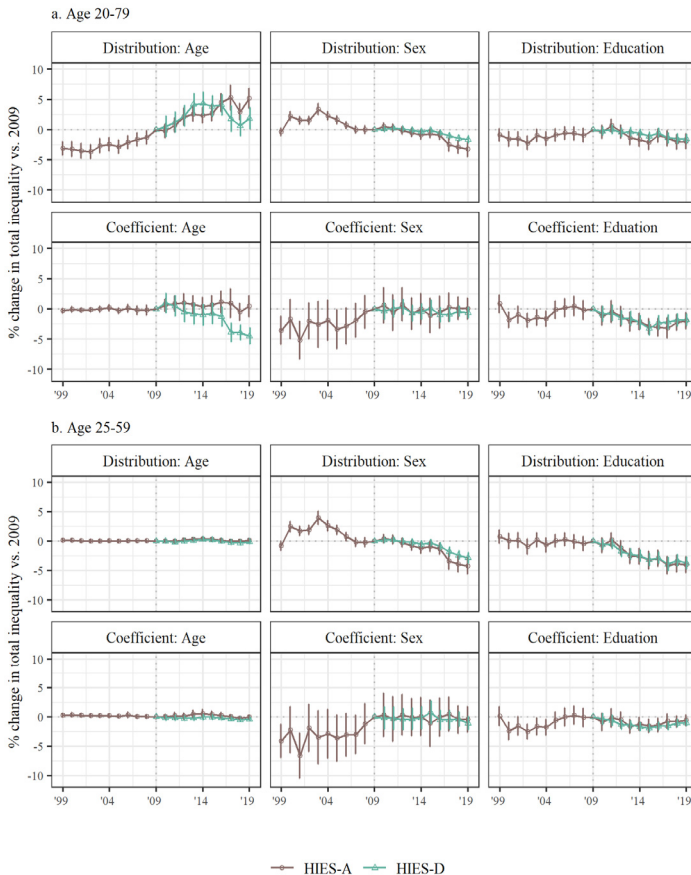 a. Age 20-79
Distribution: Age
Distribution: Sex
Distribution: Education
10
5
0
-5
-10
Coefficient: Age
Coefficient: Sex
Coefficient: Eduation
10
5
0
-5
-10
% change in total inequality vs. 2009
'99 '04 '09 '14 '19
'99 '04 '09 '14 '19
'99 '04 '09 '14 '19
b. Age 25-59
Distribution: Age
Distribution: Sex
Distribution: Education
10
5
0
-5
-10
Coefficient: Age
Coefficient: Sex
Coefficient: Eduation
10
5
0
-5
-10
% change in total inequality vs. 2009
'99 '04 '09 '14 '19
'99 '04 '09 '14 '19
'99 '04 '09 '14 '19
HIES-A HIES-D